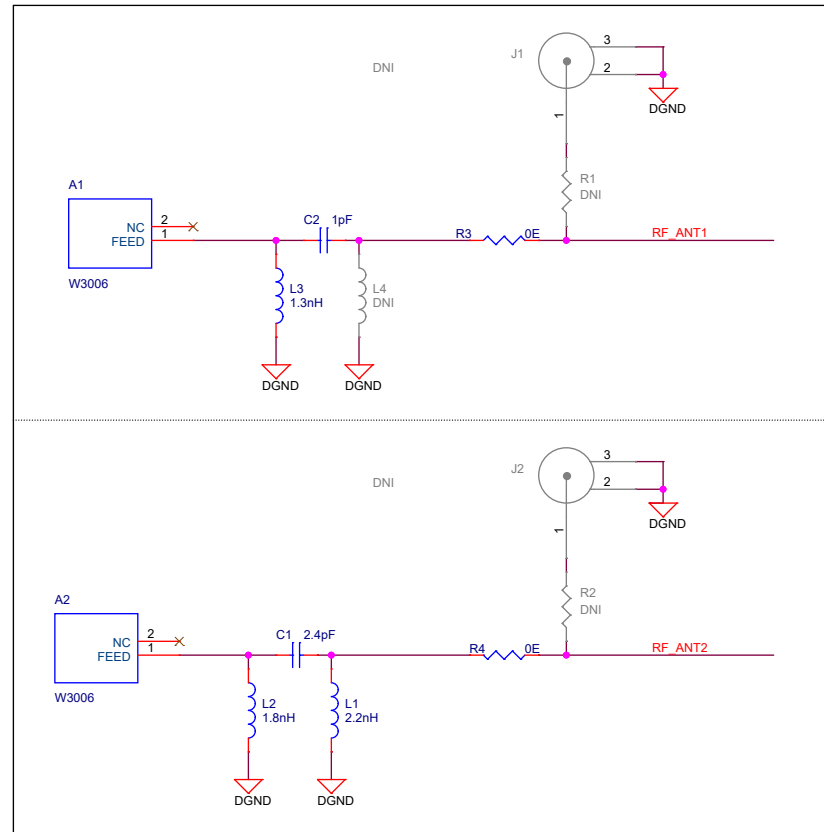 J1
3
2
DNI
DGND
1
R1
DNI
A1
NC 2
FEED 1
W3006
C2 1pF
R3 0E
RF_ANT1
L3
1.3nH
L4
DNI
DGND
DGND
J2
3
2
DNI
DGND
1
R2
DNI
A2
NC 2
FEED 1
W3006
C1 2.4pF
R4 0E
RF_ANT2
L2
1.8nH
L1
2.2nH
DGND
DGND